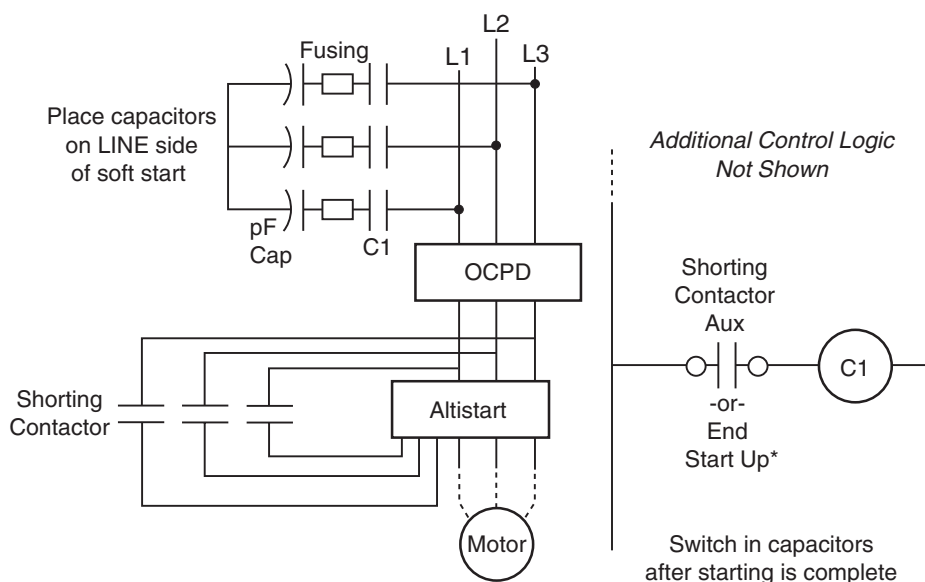 L2
Fusing
L1
L3
Place capacitors
on LINE side
of soft start
Additional Control Logic
Not Shown
pF
Cap
C1
OCPD
Shorting
Contactor
Aux
C1
-or-
End
Start Up*
Shorting
Contactor
Altistart
Motor
Switch in capacitors
after starting is complete